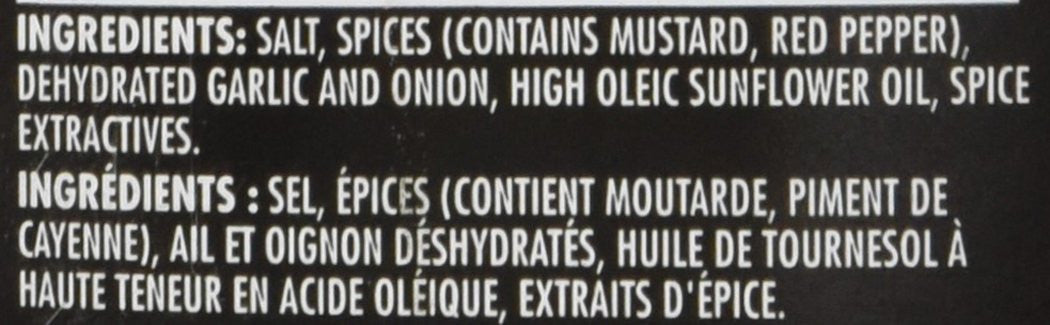 INGREDIENTS: SALT, SPICES (CONTAINS MUSTARD, RED PEPPER),
DEHYDRATED GARLIC AND ONION, HIGH OLEIC SUNFLOWER OIL, SPICE
EXTRACTIVES.
INGRÉDIENTS : SEL, ÉPICES (CONTIENT MOUTARDE, PIMENT DE
CAYENNE), AIL ET OIGNON DÉSHYDRATÉS, HUILE DE TOURNESOL À
HAUTE TENEUR EN ACIDE OLÉIQUE, EXTRAITS D'ÉPICE.